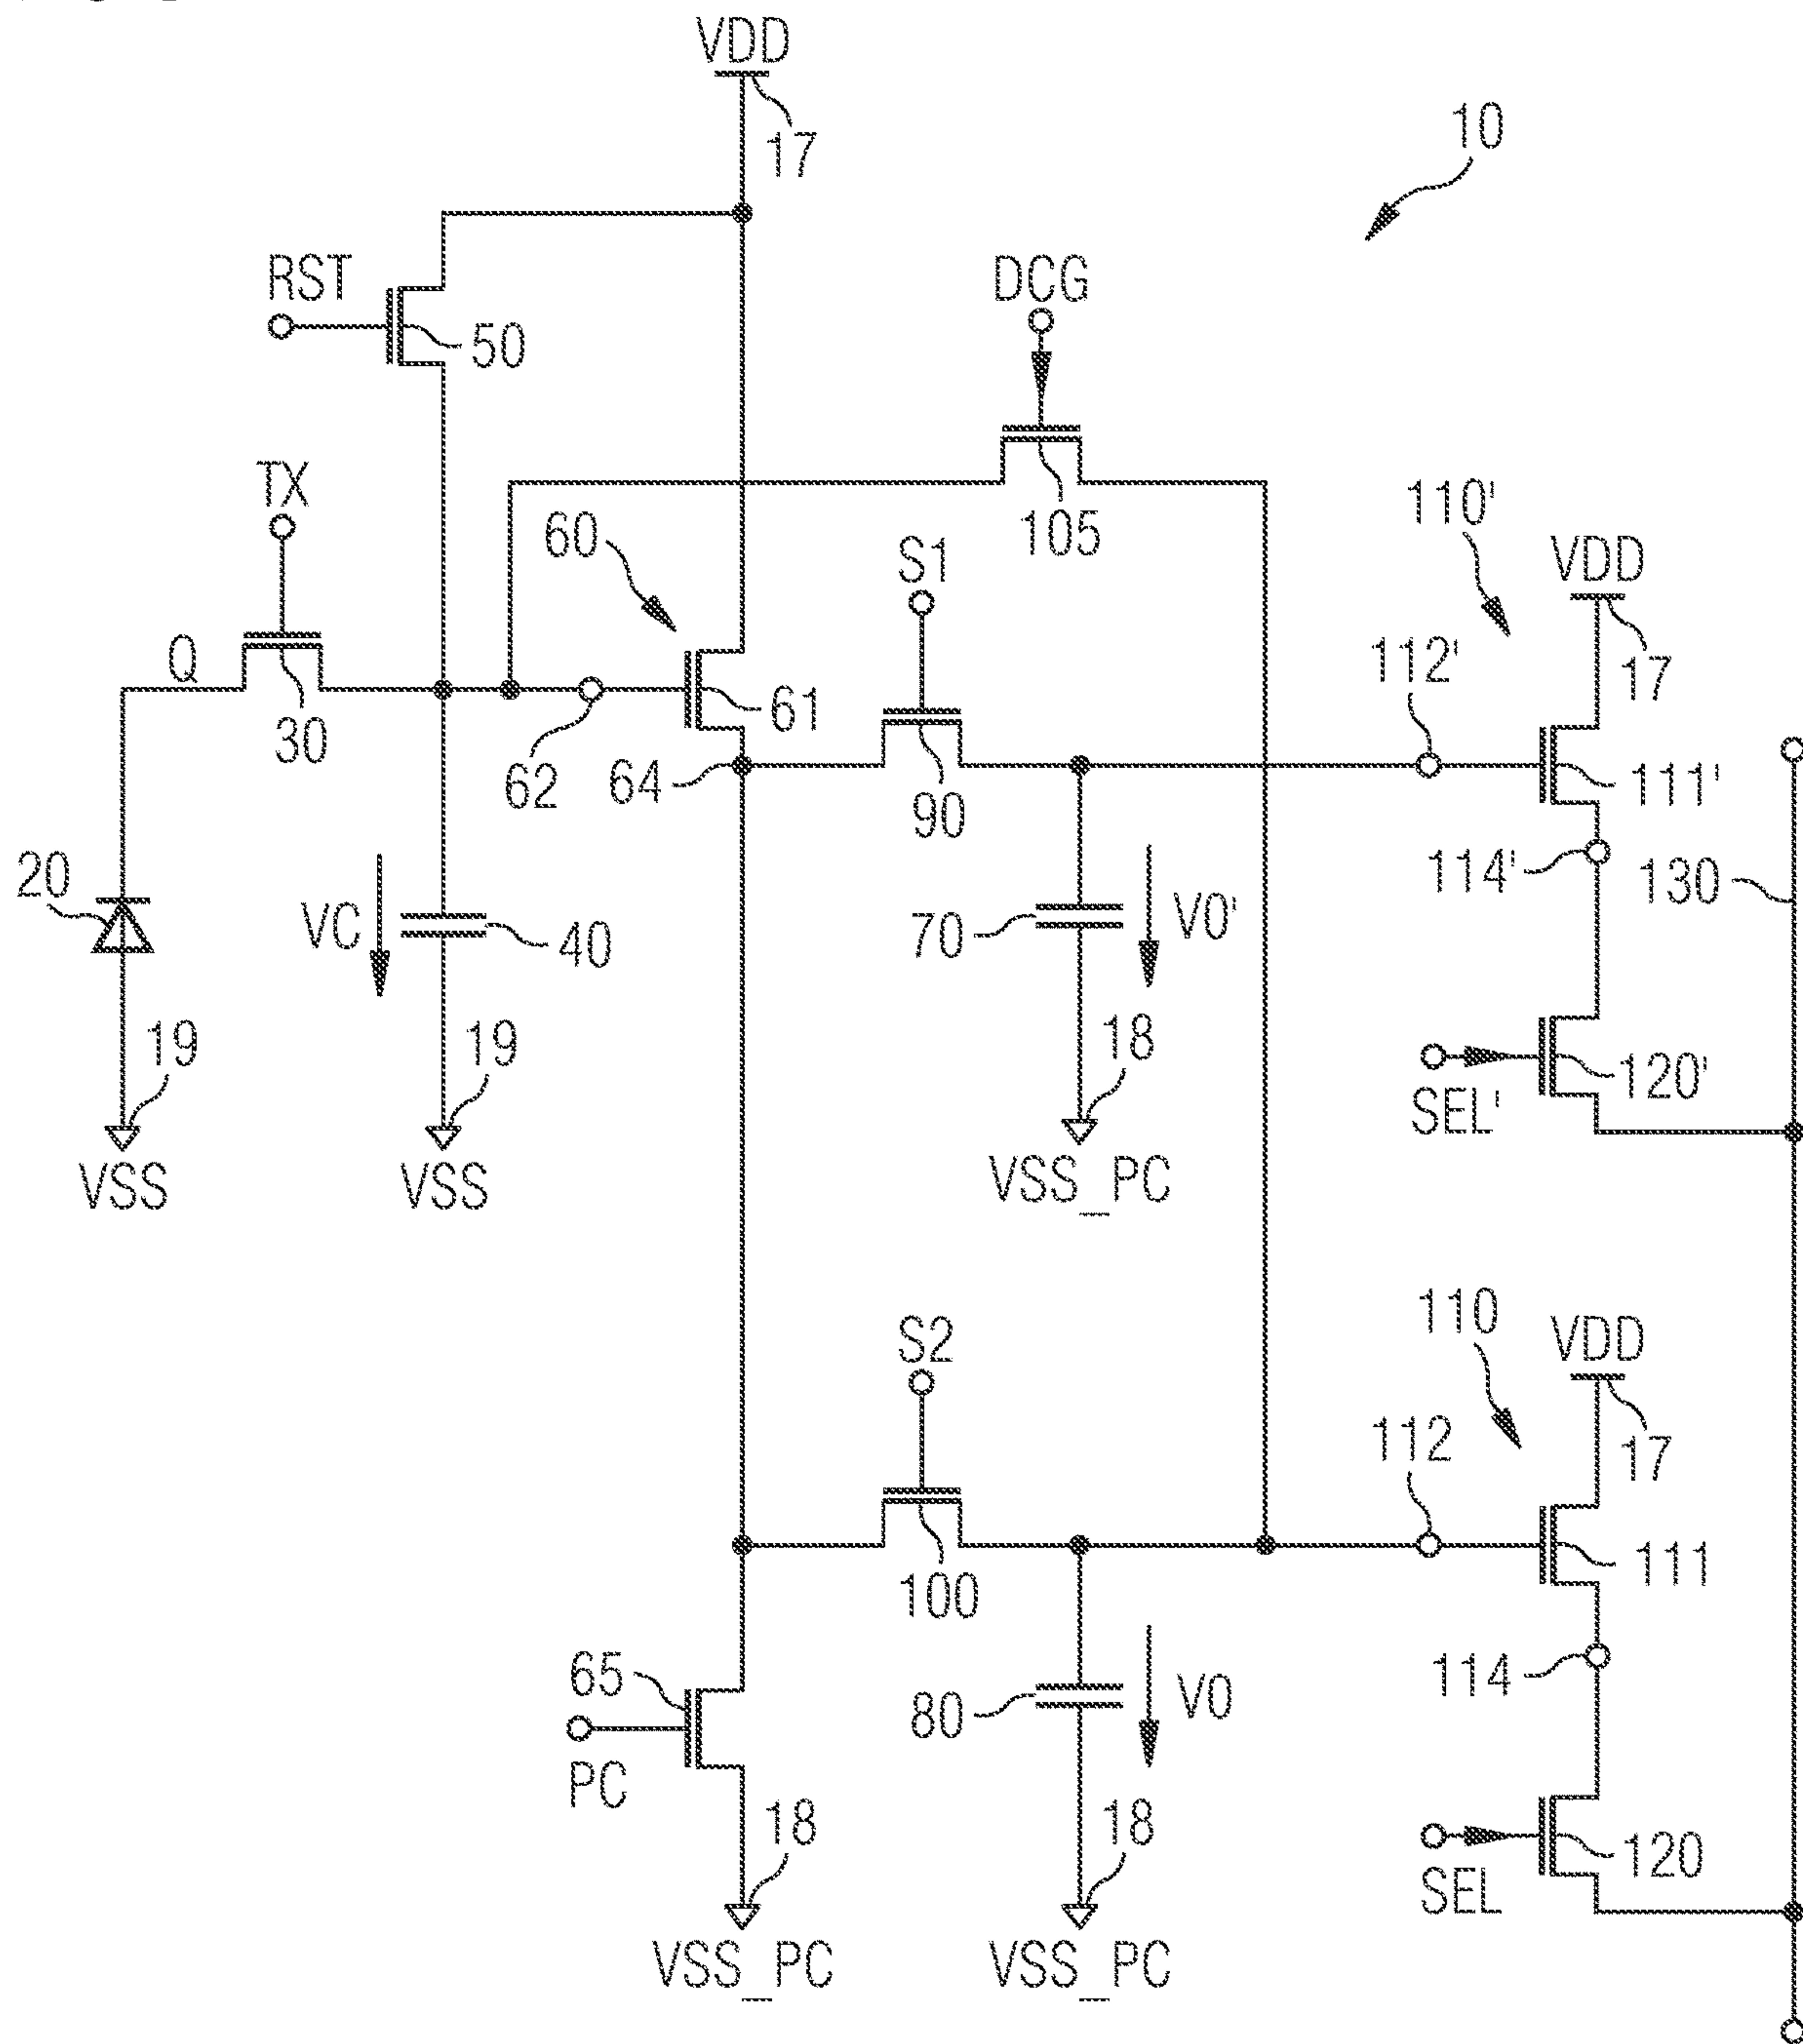 VDD
17
10
RST
50
DCG
TX
105
110'
60
S1
VDD
17
Q
30
112'
61
62
64
90
111'
114'
130
20
VC
40
70
V0'
19
19
18
120'
SEL'
VSS
VSS
VSS_PC
110
VDD
S2
17
112
100
111
65
80
V0
114
PC
18
18
120
SEL
VSS_PC
VSS_PC